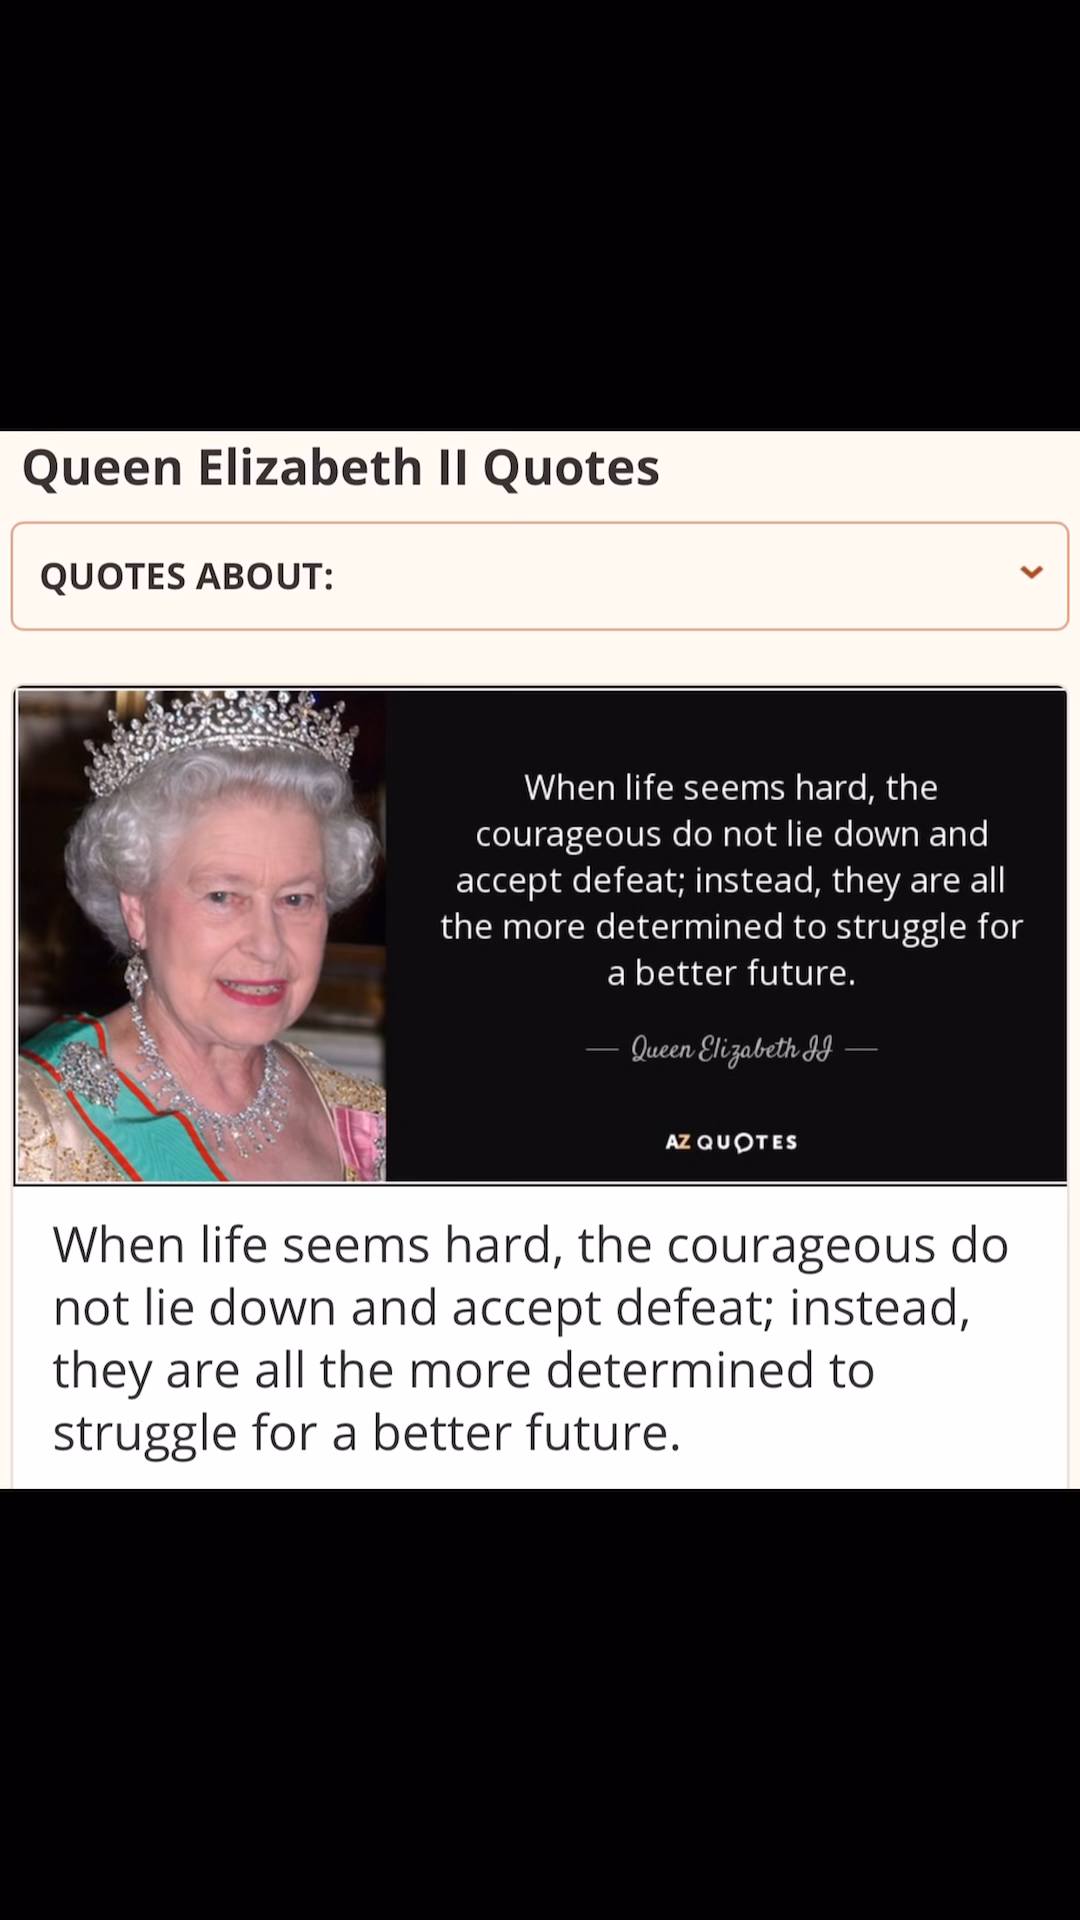 Queen Elizabeth II Quotes
QUOTES ABOUT:
When life seems hard, the
courageous do not lie down and
accept defeat; instead, they are all
the more determined to struggle for
a better future.
— Queen Elizabeth II —
AZ QUOTES
When life seems hard, the courageous do
not lie down and accept defeat; instead,
they are all the more determined to
struggle for a better future.